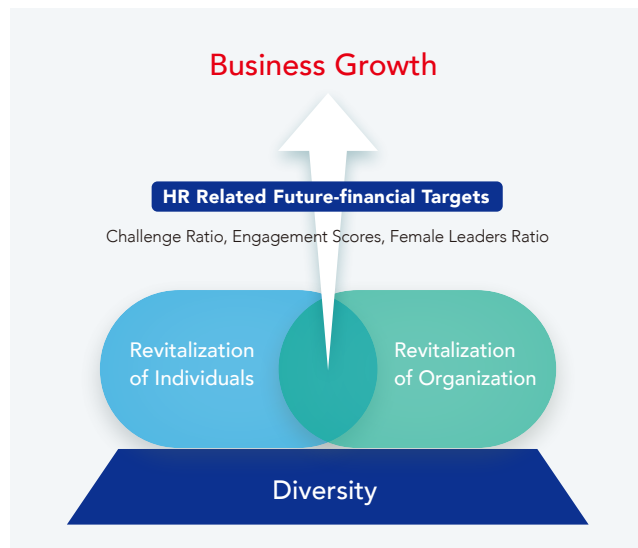 Business Growth
HR Related Future-financial Targets
Challenge Ratio, Engagement Scores, Female Leaders Ratio
Revitalization
of Individuals
Revitalization
of Organization
Diversity